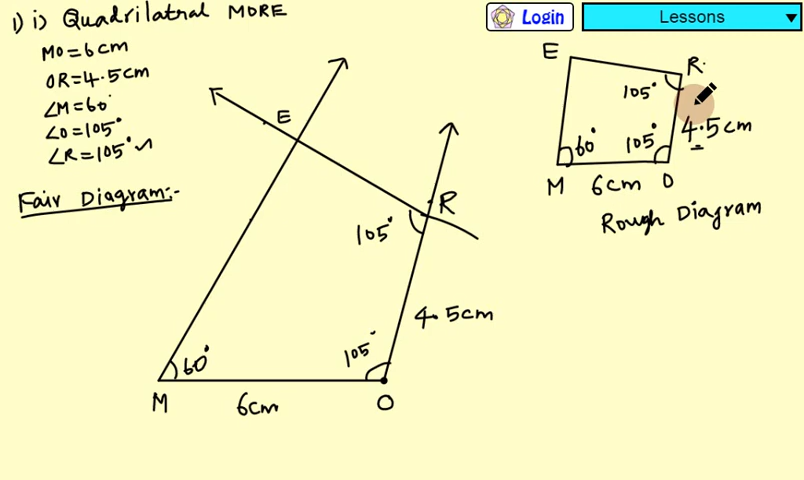 1) i) Quadrilatral MORE
MO=6cm
OR=4.5cm
∠M=60°
∠O=105°
∠R=105°
Fair Diagram:-
E
R
105°
4.5cm
105°
60°
M
6cm
O
Login
Lessons
E
R
105°
4.5cm
60°
105°
M
6cm
O
Rough Diagram